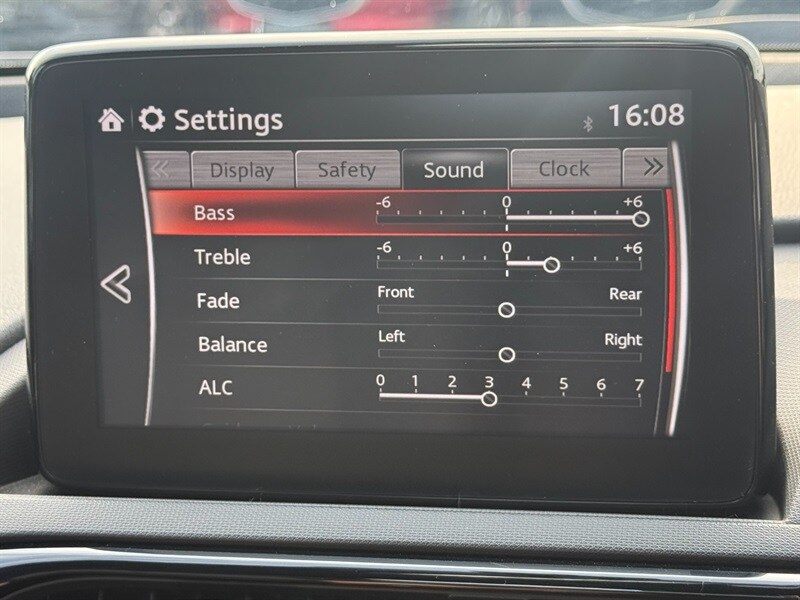 Settings 16:08
Display Safety Sound Clock
Bass -6 0 +6
Treble -6 0 +6
Fade Front Rear
Balance Left Right
ALC 0 1 2 3 4 5 6 7